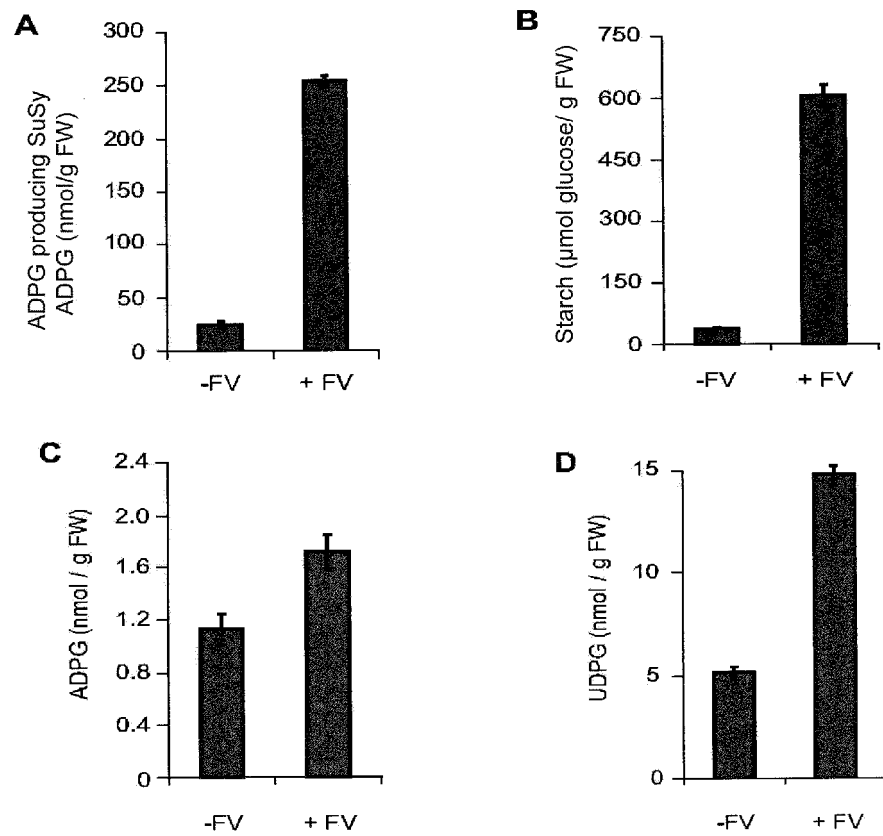 A
ADPG producing SuSy
ADPG (nmol/g FW)
300
250
200
150
100
50
0
-FV
+ FV
B
Starch (µmol glucose/ g FW)
750
600
450
300
150
0
-FV
+ FV
C
ADPG (nmol / g FW)
2.4
2.0
1.6
1.2
0.8
0.4
0
-FV
+ FV
D
UDPG (nmol / g FW)
15
10
5
0
-FV
+ FV